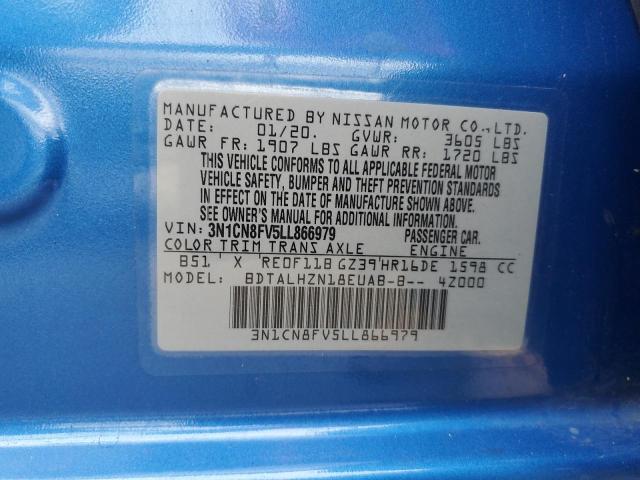 MANUFACTURED BY NISSAN MOTOR CO.,LTD.
DATE: 01/20. GVWR: 3605 LBS
GAWR FR: 1907 LBS GAWR RR: 1720 LBS
THIS VEHICLE CONFORMS TO ALL APPLICABLE FEDERAL MOTOR
VEHICLE SAFETY, BUMPER AND THEFT PREVENTION STANDARDS
IN EFFECT ON THE DATE OF MANUFACTURE SHOWN ABOVE.
SEE OWNER'S MANUAL FOR ADDITIONAL INFORMATION.
VIN: 3N1CN8FV5LL866979 PASSENGER CAR.
COLOR TRIM TRANS AXLE ENGINE
B51 X RE0F11B GZ39 HR16DE 1598 CC
BDTALHZN18EUAB-B-- 4Z000
3N1CN8FV5LL866979